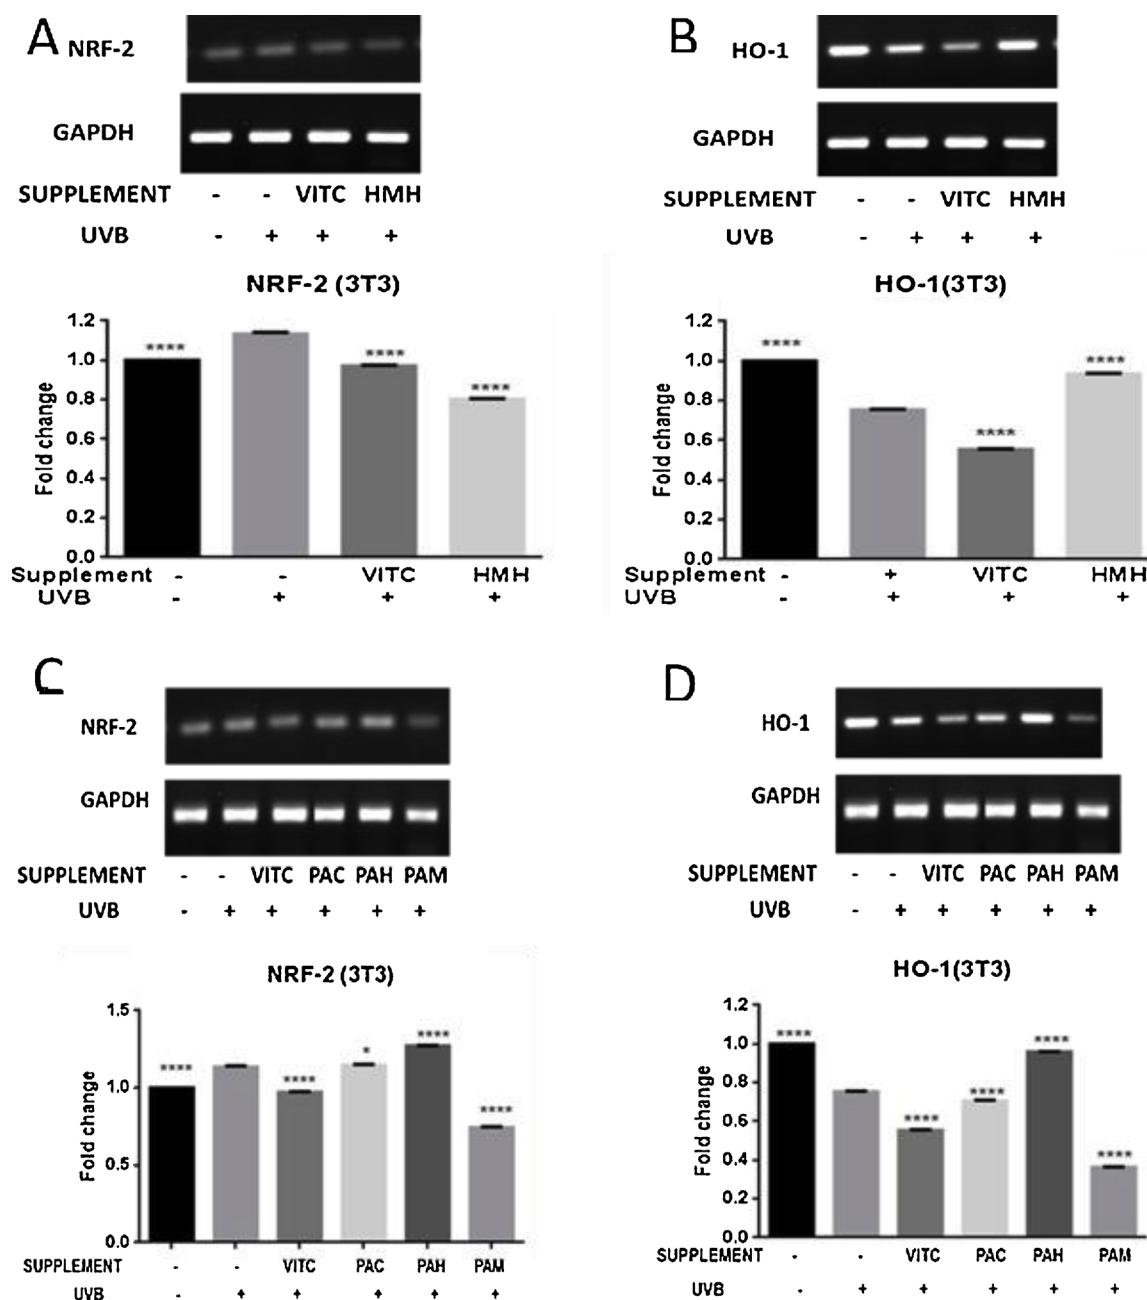 A
NRF-2
GAPDH
SUPPLEMENT - - VITC HMH
UVB - + + +
NRF-2 (3T3)
1.2
1.0
0.8
0.6
0.4
0.2
0.0
Fold change
**** **** ****
Supplement - - VITC HMH
UVB - + + +
B
HO-1
GAPDH
SUPPLEMENT - - VITC HMH
UVB - + + +
HO-1(3T3)
1.2
1.0
0.8
0.6
0.4
0.2
0.0
Fold change
**** **** ****
Supplement - + VITC HMH
UVB - + + +
C
NRF-2
GAPDH
SUPPLEMENT - - VITC PAC PAH PAM
UVB - + + + + +
NRF-2 (3T3)
1.5
1.0
0.5
0.0
Fold change
**** **** * **** ****
SUPPLEMENT - - VITC PAC PAH PAM
UVB - + + + + +
D
HO-1
GAPDH
SUPPLEMENT - - VITC PAC PAH PAM
UVB - + + + + +
HO-1(3T3)
1.2
1.0
0.8
0.6
0.4
0.2
0.0
Fold change
**** **** **** **** ****
SUPPLEMENT - - VITC PAC PAH PAM
UVB - + + + + +